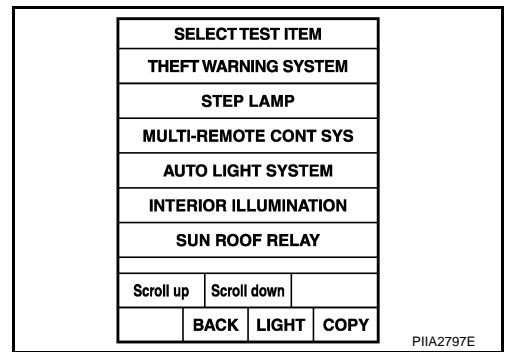 SELECT TEST ITEM
THEFT WARNING SYSTEM
STEP LAMP
MULTI-REMOTE CONT SYS
AUTO LIGHT SYSTEM
INTERIOR ILLUMINATION
SUN ROOF RELAY
Scroll up Scroll down
BACK LIGHT COPY
PIIA2797E